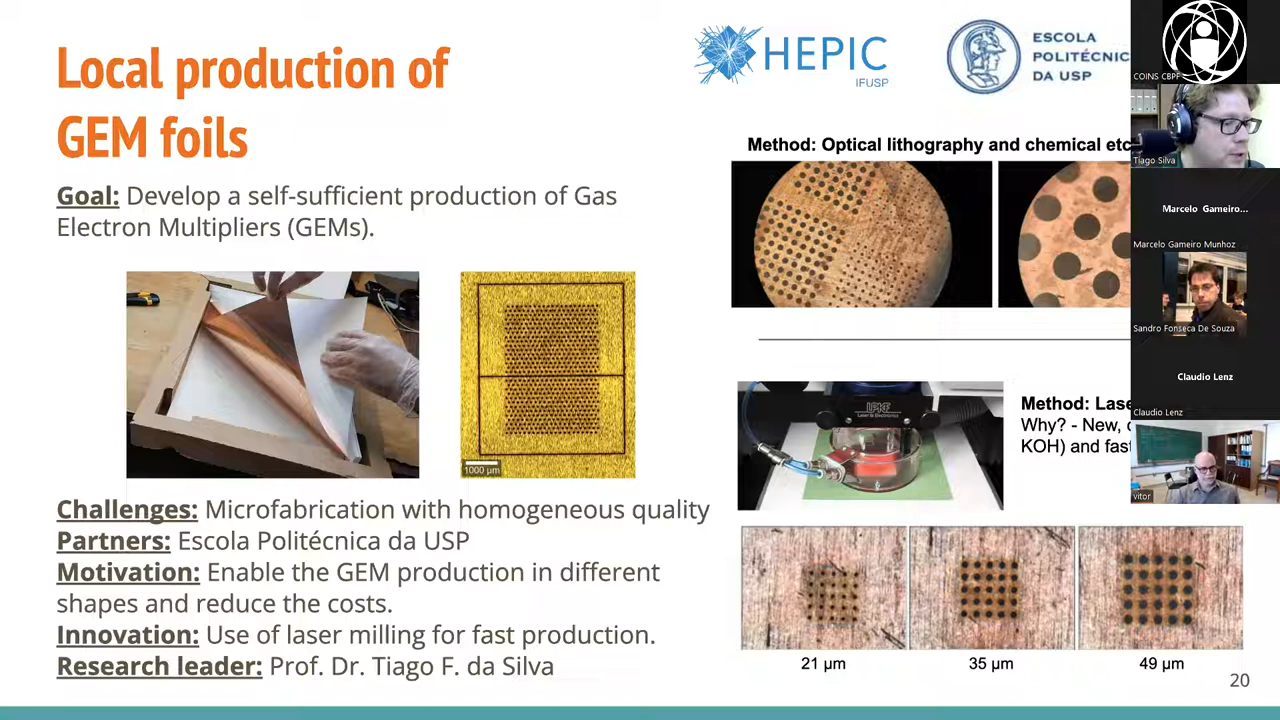 Local production of
GEM foils
Goal: Develop a self-sufficient production of Gas
Electron Multipliers (GEMs).
1000 µm
Challenges: Microfabrication with homogeneous quality
Partners: Escola Politécnica da USP
Motivation: Enable the GEM production in different
shapes and reduce the costs.
Innovation: Use of laser milling for fast production.
Research leader: Prof. Dr. Tiago F. da Silva
HEPIC
IFUSP
ESCOLA
POLITÉCNIC
DA USP
Method: Optical lithography and chemical etc
LPKF
Laser & Electronics
Method: Lase
Why? - New, c
KOH) and fast
21 µm
35 µm
49 µm
20
COINS CBPF
Tiago Silva
Marcelo Gameiro...
Marcelo Gameiro Munhoz
Sandro Fonseca De Souza
Claudio Lenz
Claudio Lenz
vitor